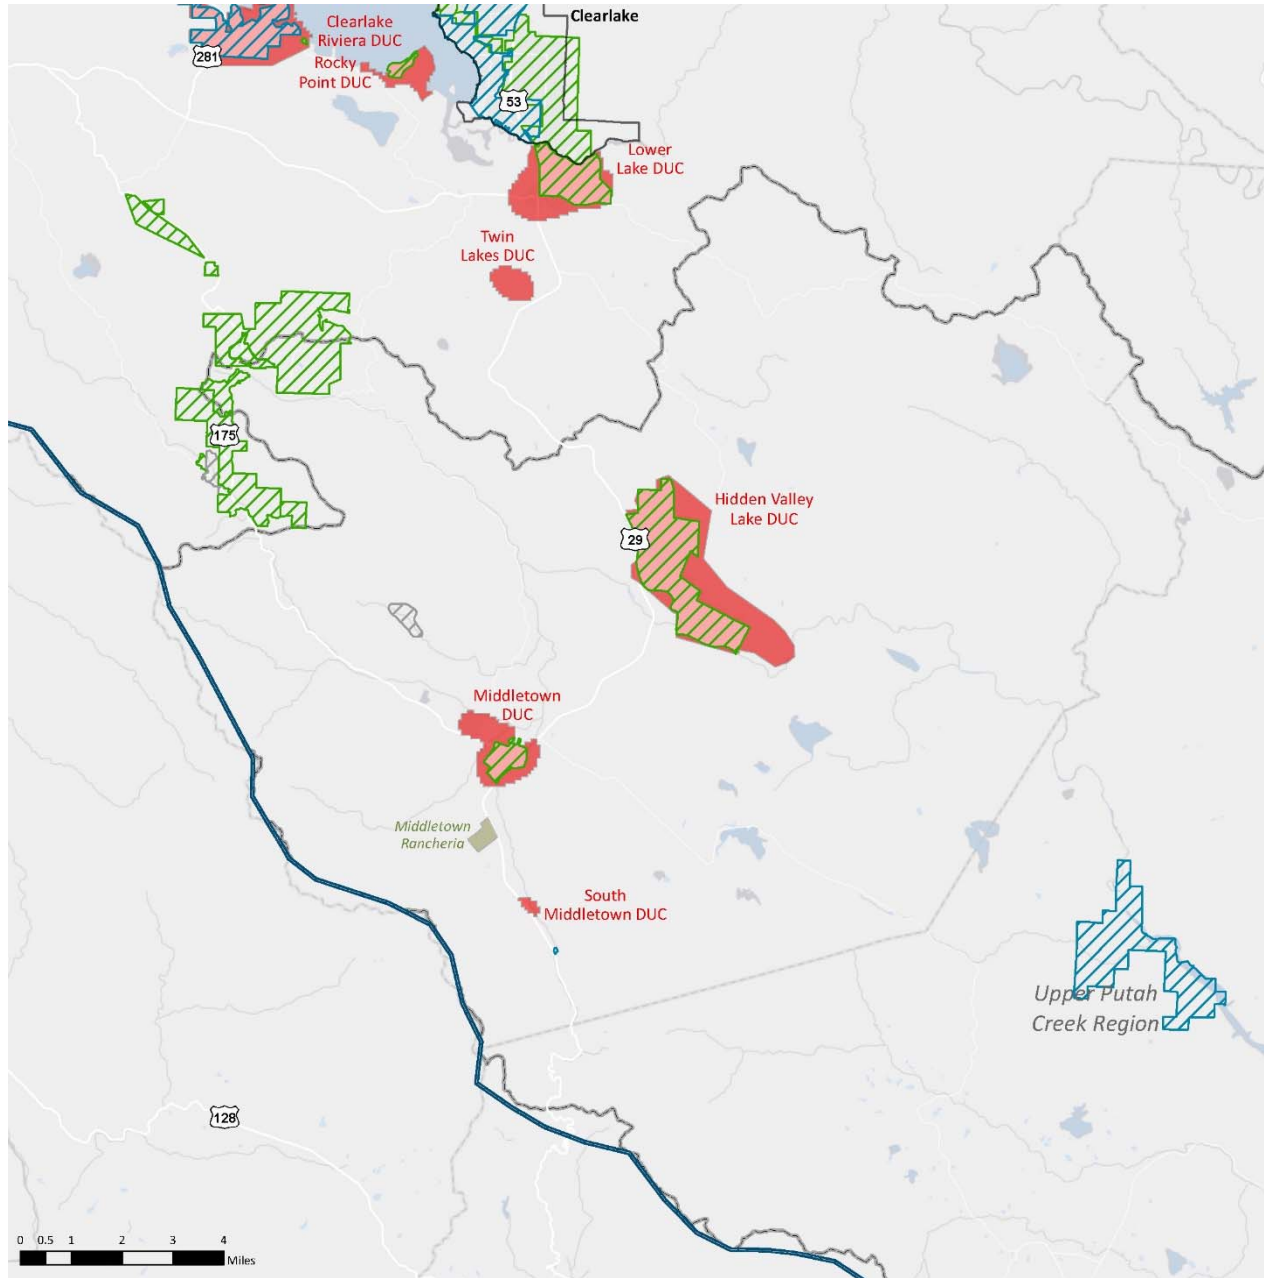 Clearlake
Clearlake
Riviera DUC
281
Rocky
Point DUC
53
Lower
Lake DUC
Twin
Lakes DUC
175
Hidden Valley
Lake DUC
29
Middletown
DUC
Middletown
Rancheria
South
Middletown DUC
Upper Putah
Creek Region
128
0 0.5 1 2 3 4
Miles